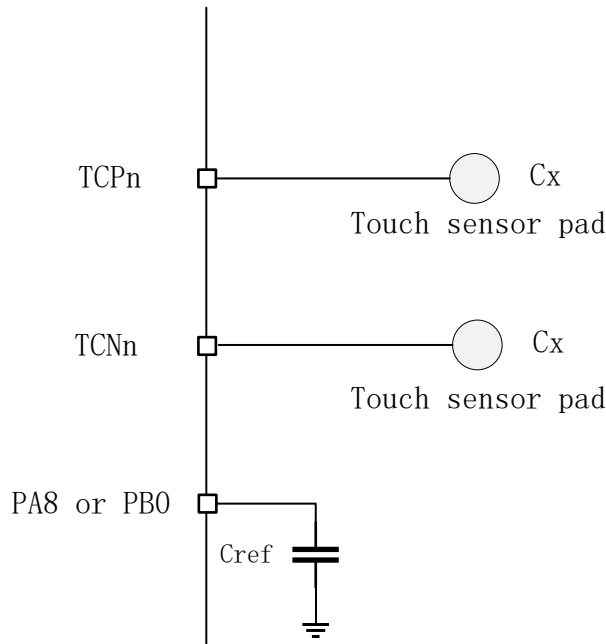 TCPn
Cx
Touch sensor pad
TCNn
Cx
Touch sensor pad
PA8 or PB0
Cref